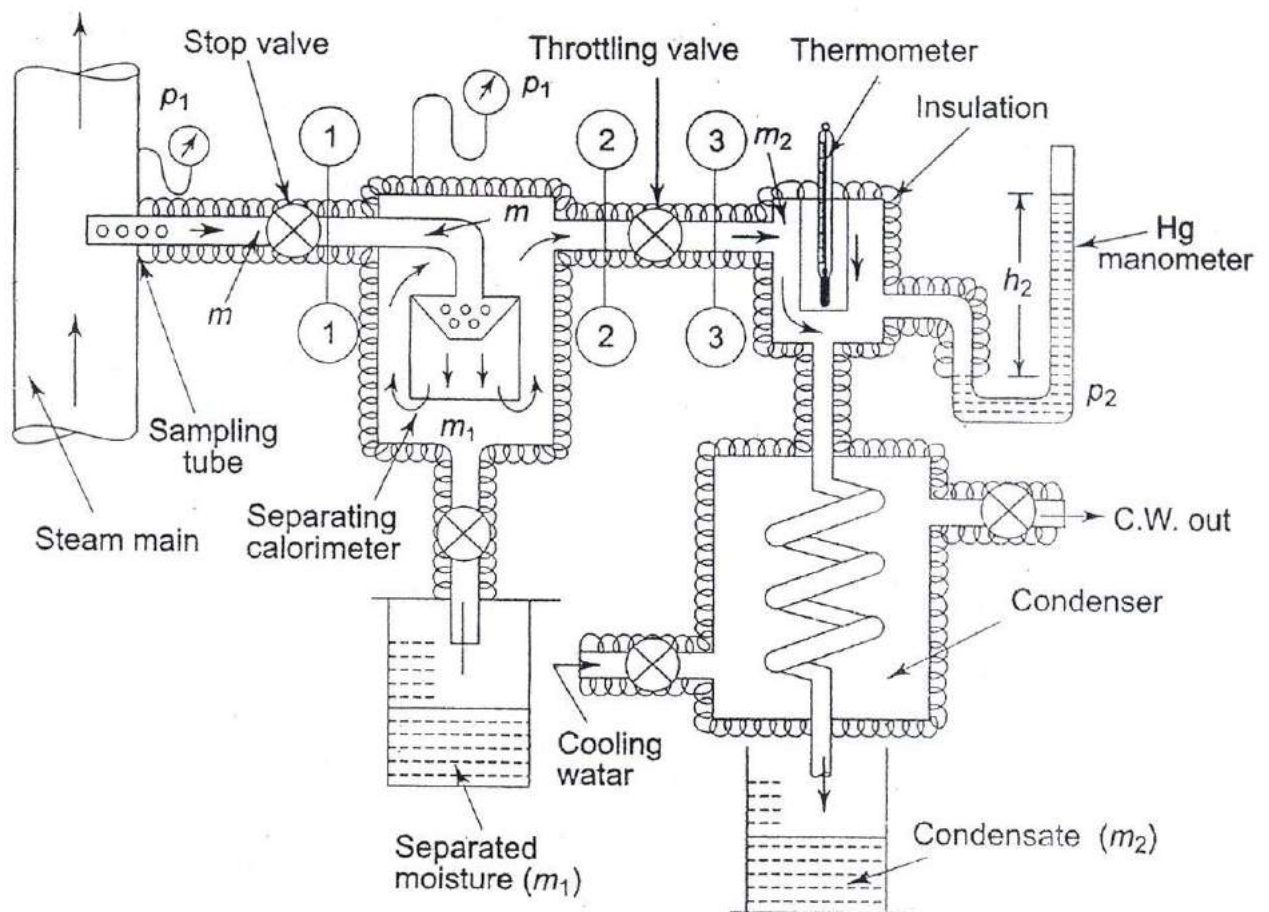 Stop valve
Throttling valve
Thermometer
p1
p1
Insulation
1
2
3
m2
m
Hg
manometer
h2
m
1
2
3
p2
Sampling
tube
m1
Steam main
Separating
calorimeter
C.W. out
Condenser
Cooling
watar
Separated
moisture (m1)
Condensate (m2)